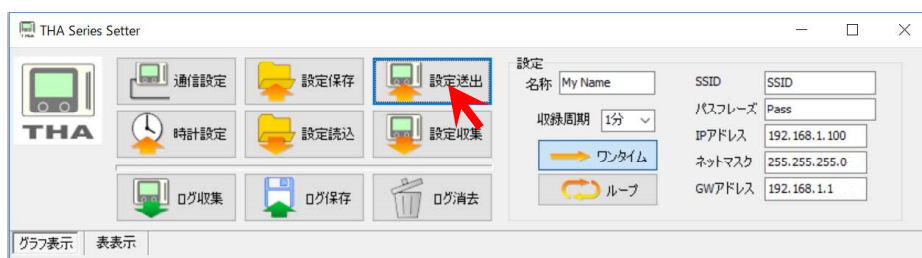 THA Series Setter
THA
通信設定
設定保存
設定送出
時計設定
設定読込
設定収集
ログ収集
ログ保存
ログ消去
設定
名称 My Name
収録周期 1分
ワンタイム
ループ
SSID SSID
パスフレーズ Pass
IPアドレス 192.168.1.100
ネットマスク 255.255.255.0
GWアドレス 192.168.1.1
グラフ表示 表表示